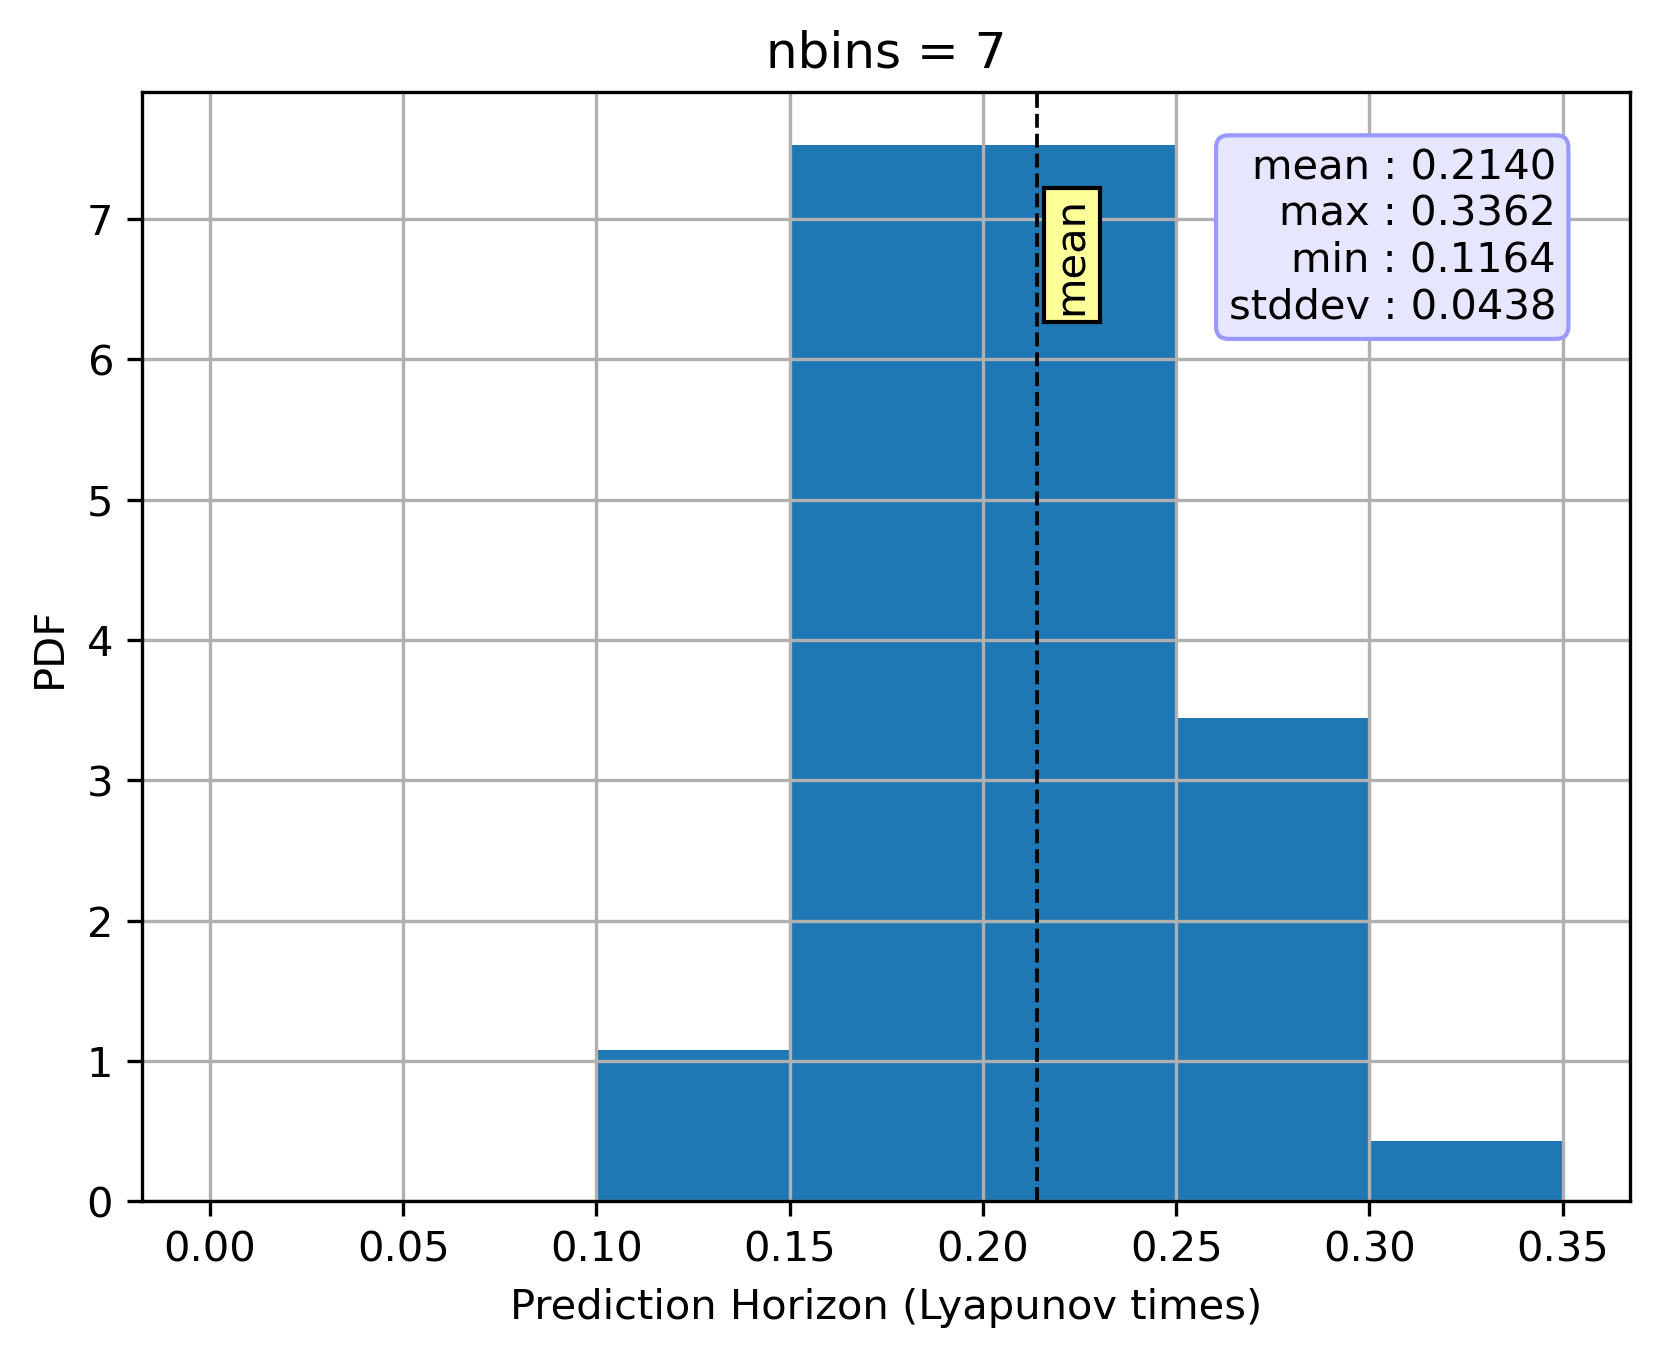 nbins = 7
mean : 0.2140
max : 0.3362
min : 0.1164
stddev : 0.0438
mean
PDF
7
6
5
4
3
2
1
0
0.00 0.05 0.10 0.15 0.20 0.25 0.30 0.35
Prediction Horizon (Lyapunov times)